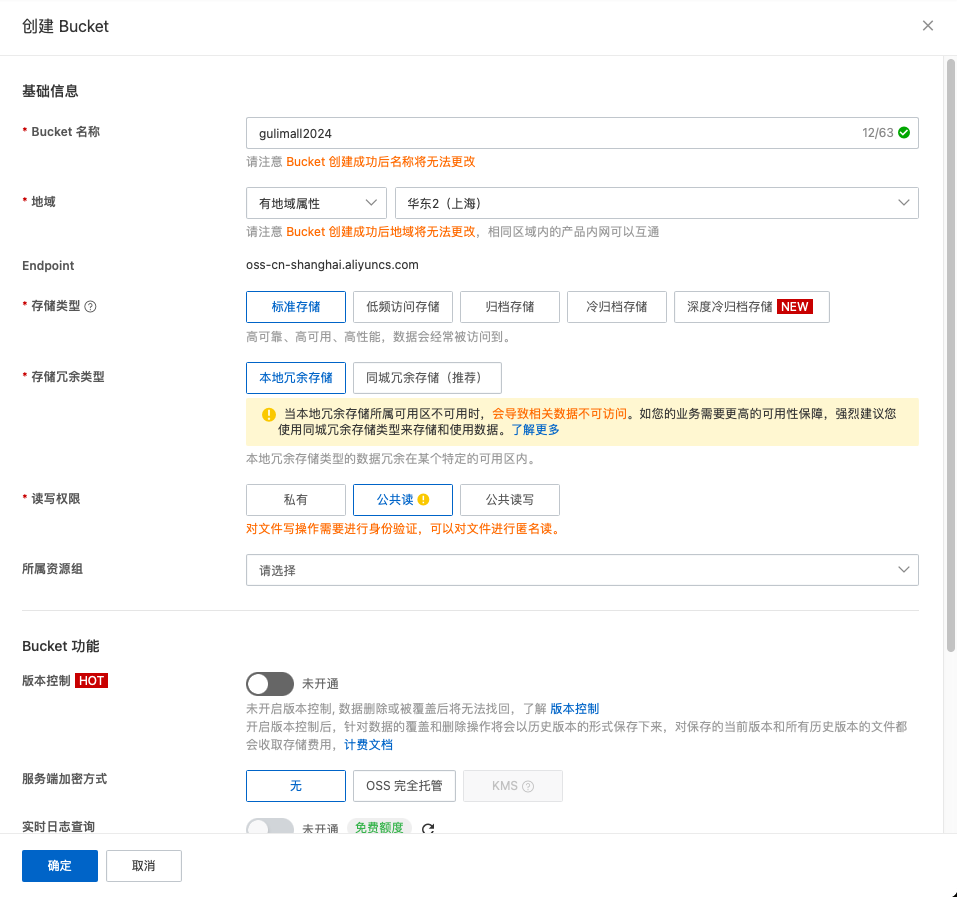 创建 Bucket
基础信息
* Bucket 名称
gulimall2024
12/63
请注意 Bucket 创建成功后名称将无法更改
* 地域
有地域属性
华东2（上海）
请注意 Bucket 创建成功后地域将无法更改，相同区域内的产品内网可以互通
Endpoint
oss-cn-shanghai.aliyuncs.com
* 存储类型
标准存储
低频访问存储
归档存储
冷归档存储
深度冷归档存储 NEW
高可靠、高可用、高性能，数据会经常被访问到。
* 存储冗余类型
本地冗余存储
同城冗余存储（推荐）
当本地冗余存储所属可用区不可用时，会导致相关数据不可访问。如您的业务需要更高的可用性保障，强烈建议您
使用同城冗余存储类型来存储和使用数据。了解更多
本地冗余存储类型的数据冗余在某个特定的可用区内。
* 读写权限
私有
公共读
公共读写
对文件写操作需要进行身份验证，可以对文件进行匿名读。
所属资源组
请选择
Bucket 功能
版本控制 HOT
未开通
未开启版本控制, 数据删除或被覆盖后将无法找回，了解 版本控制
开启版本控制后，针对数据的覆盖和删除操作将会以历史版本的形式保存下来，对保存的当前版本和所有历史版本的文件都
会收取存储费用，计费文档
服务端加密方式
无
OSS 完全托管
KMS
实时日志查询
未开通
免费额度
确定
取消